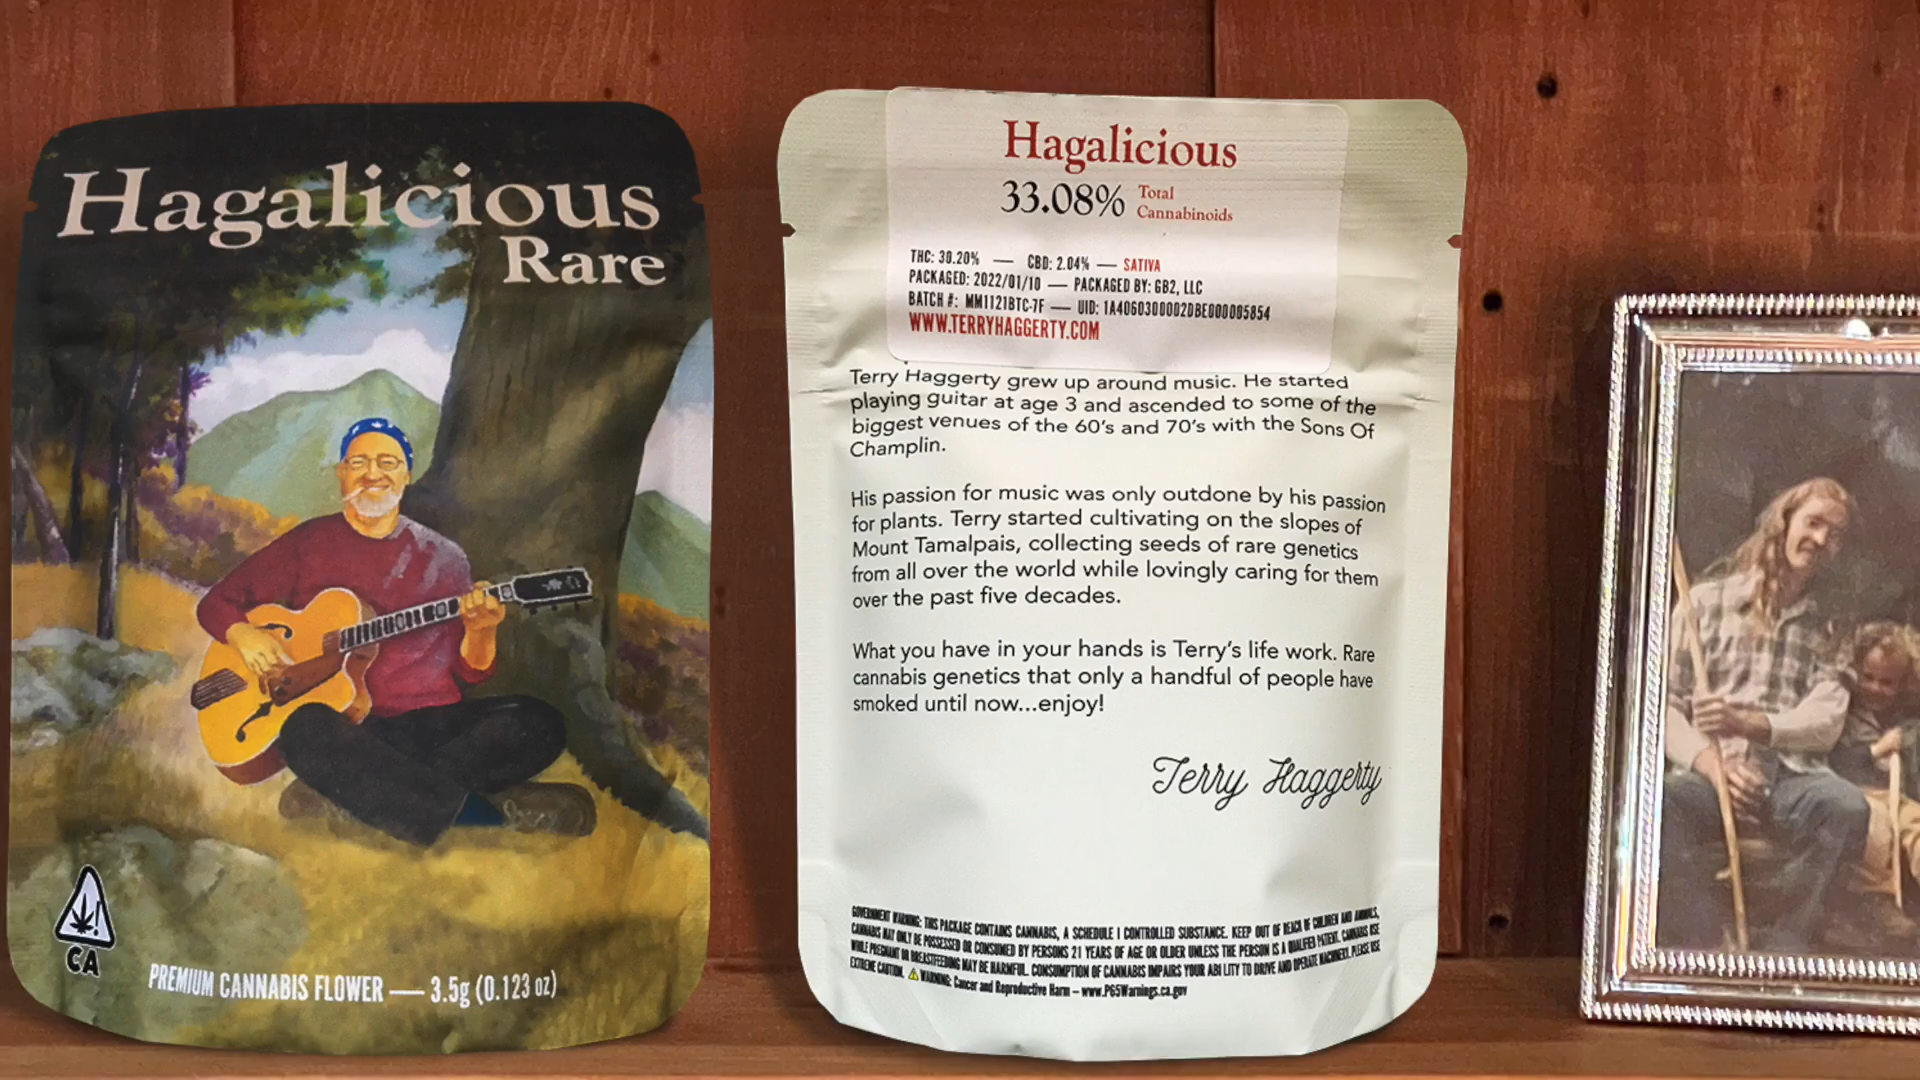 Hagalicious
Rare
CA
PREMIUM CANNABIS FLOWER — 3.5g (0.123 oz)
Hagalicious
33.08% Total
Cannabinoids
THC: 30.20% — CBD: 2.04% — SATIVA
PACKAGED: 2022/01/10 — PACKAGED BY: GB2, LLC
BATCH #: MM1121BTC-7F — UID: 1A4060300002DBE000005854
WWW.TERRYHAGGERTY.COM
Terry Haggerty grew up around music. He started
playing guitar at age 3 and ascended to some of the
biggest venues of the 60's and 70's with the Sons Of
Champlin.
His passion for music was only outdone by his passion
for plants. Terry started cultivating on the slopes of
Mount Tamalpais, collecting seeds of rare genetics
from all over the world while lovingly caring for them
over the past five decades.
What you have in your hands is Terry's life work. Rare
cannabis genetics that only a handful of people have
smoked until now...enjoy!
Terry Haggerty
GOVERNMENT WARNING: THIS PACKAGE CONTAINS CANNABIS, A SCHEDULE I CONTROLLED SUBSTANCE. KEEP OUT OF REACH OF CHILDREN AND ANIMALS,
CANNABIS MAY ONLY BE POSSESSED OR CONSUMED BY PERSONS 21 YEARS OF AGE OR OLDER UNLESS THE PERSON IS A QUALIFIED PATIENT. CANNABIS USE
WHILE PREGNANT OR BREASTFEEDING MAY BE HARMFUL. CONSUMPTION OF CANNABIS IMPAIRS YOUR ABI LITY TO DRIVE AND OPERATE MACHINERY. PLEASE USE
EXTREME CAUTION. ⚠ WARNING: Cancer and Reproductive Harm – www.P65Warnings.ca.gov